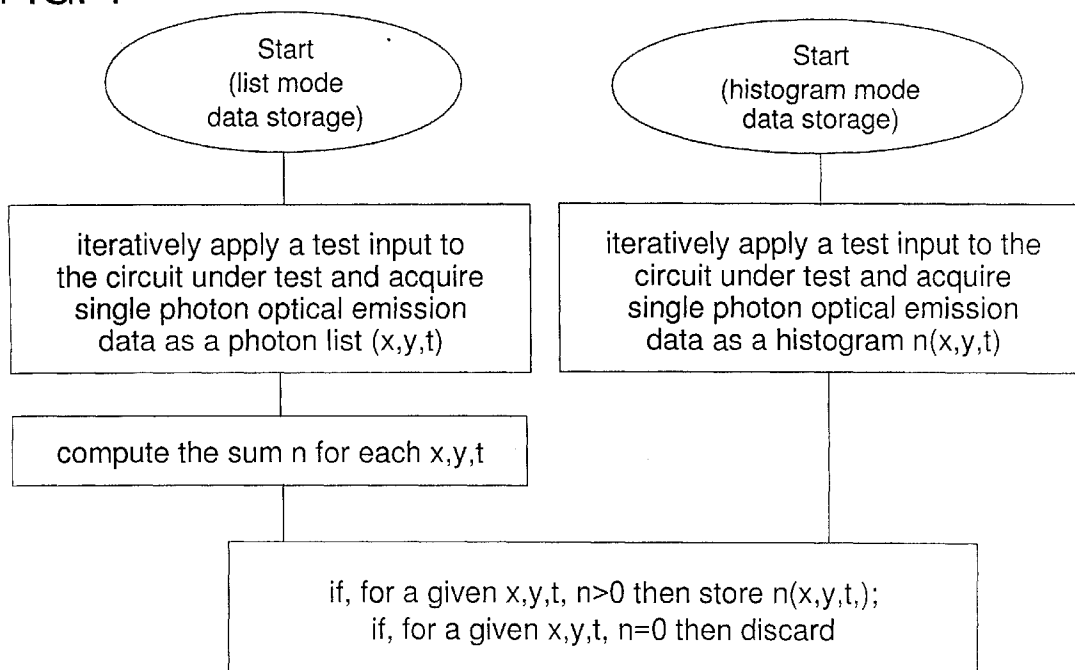 Start
(list mode
data storage)
Start
(histogram mode
data storage)
iteratively apply a test input to
the circuit under test and acquire
single photon optical emission
data as a photon list (x,y,t)
iteratively apply a test input to the
circuit under test and acquire
single photon optical emission
data as a histogram n(x,y,t)
compute the sum n for each x,y,t
if, for a given x,y,t, n>0 then store n(x,y,t,);
if, for a given x,y,t, n=0 then discard